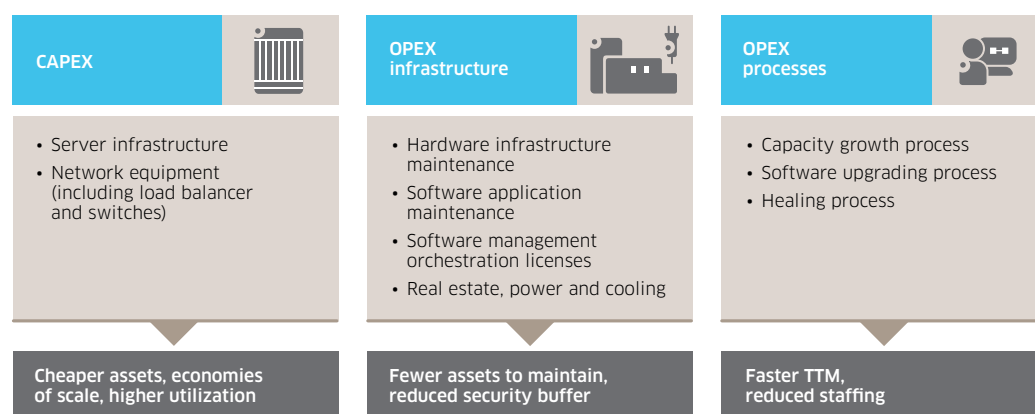 CAPEX
• Server infrastructure
• Network equipment
(including load balancer
and switches)
Cheaper assets, economies
of scale, higher utilization
OPEX
infrastructure
• Hardware infrastructure
maintenance
• Software application
maintenance
• Software management
orchestration licenses
• Real estate, power and cooling
Fewer assets to maintain,
reduced security buffer
OPEX
processes
• Capacity growth process
• Software upgrading process
• Healing process
Faster TTM,
reduced staffing